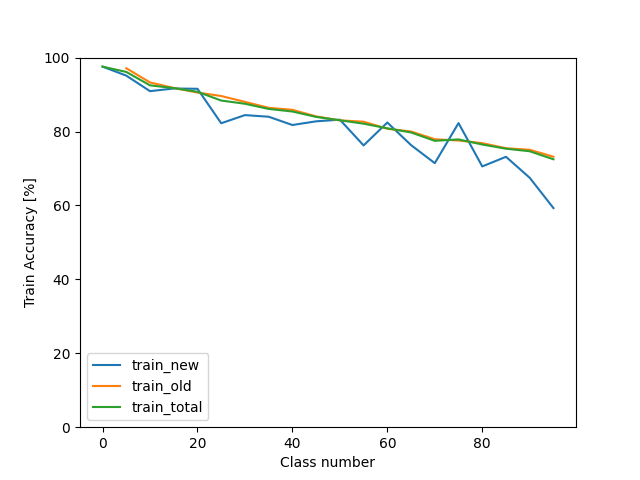 100
80
60
40
20
0
Train Accuracy [%]
train_new
train_old
train_total
0 20 40 60 80
Class number